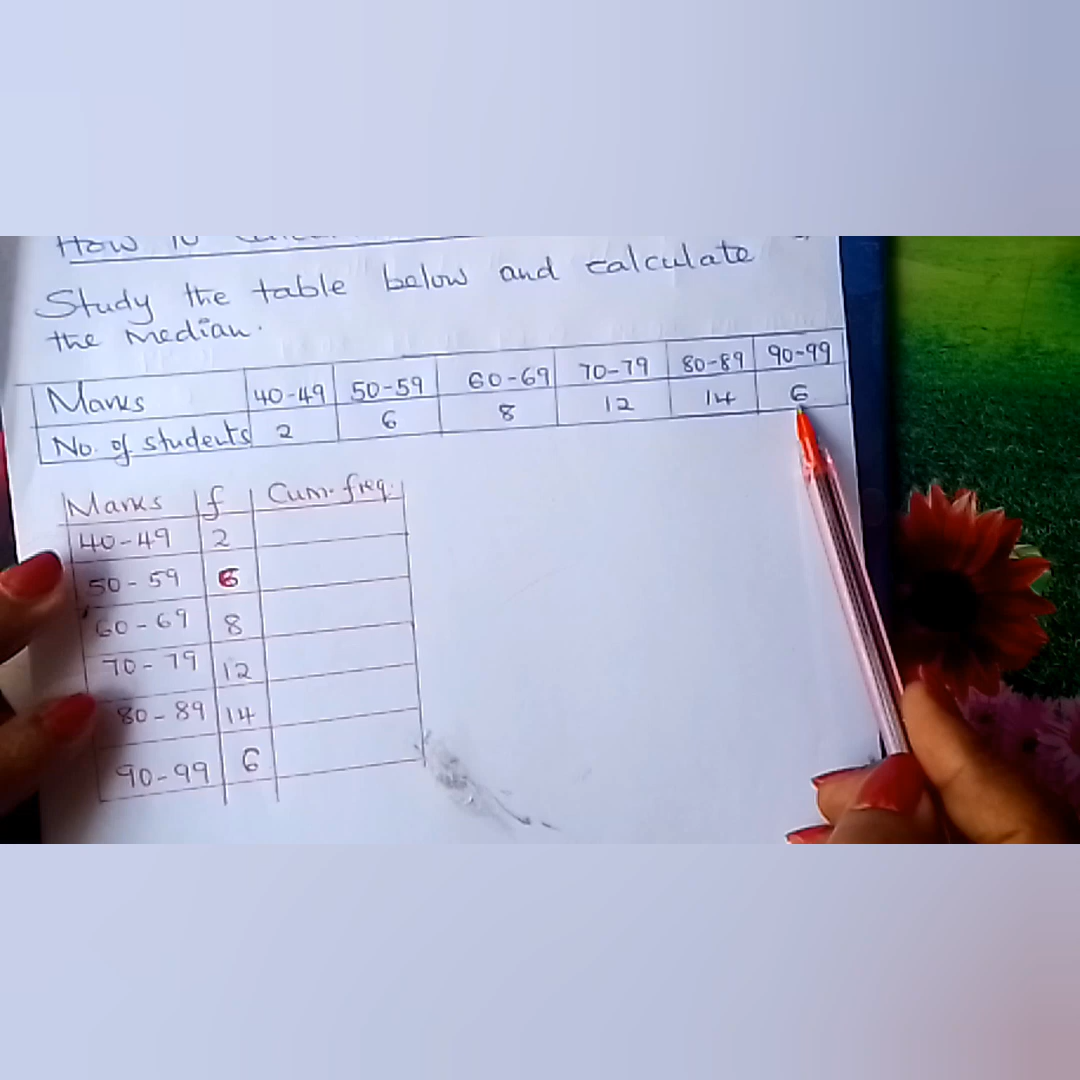 Study the table below and calculate
the median.
Marks 40-49 50-59 60-69 70-79 80-89 90-99
No. of students 2 6 8 12 14 6
Marks f Cum. freq.
40-49 2
50-59 6
60-69 8
70-79 12
80-89 14
90-99 6